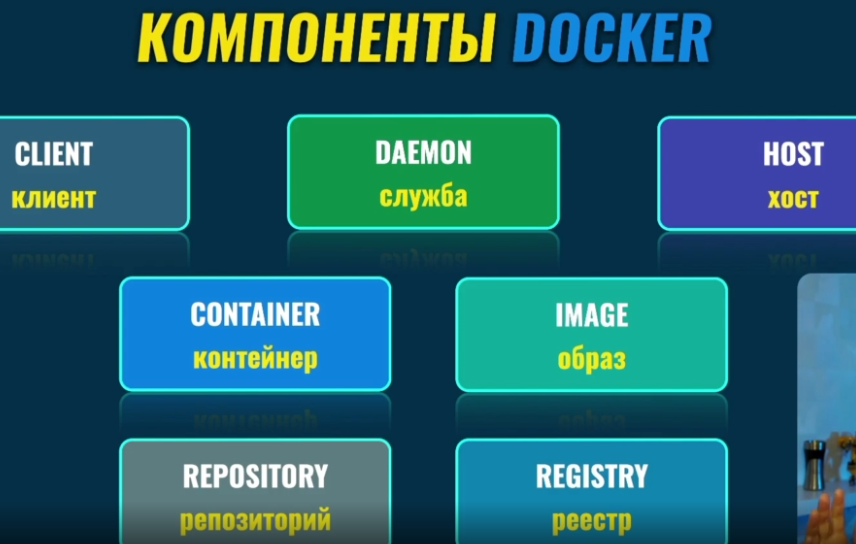 КОМПОНЕНТЫ DOCKER
CLIENT
клиент
DAEMON
служба
HOST
хост
CONTAINER
контейнер
IMAGE
образ
REPOSITORY
репозиторий
REGISTRY
реестр